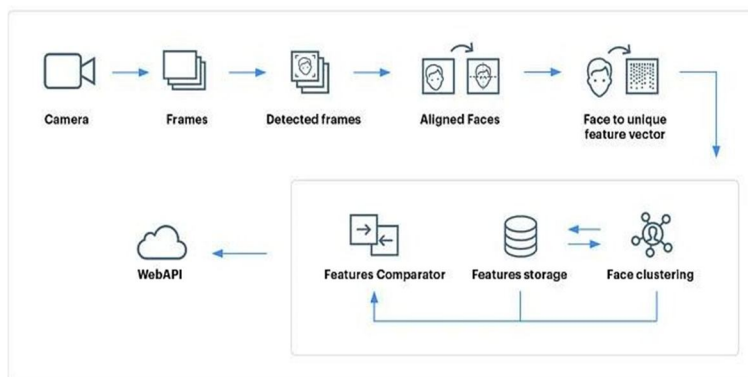 Camera
Frames
Detected frames
Aligned Faces
Face to unique
feature vector
WebAPI
Features Comparator
Features storage
Face clustering